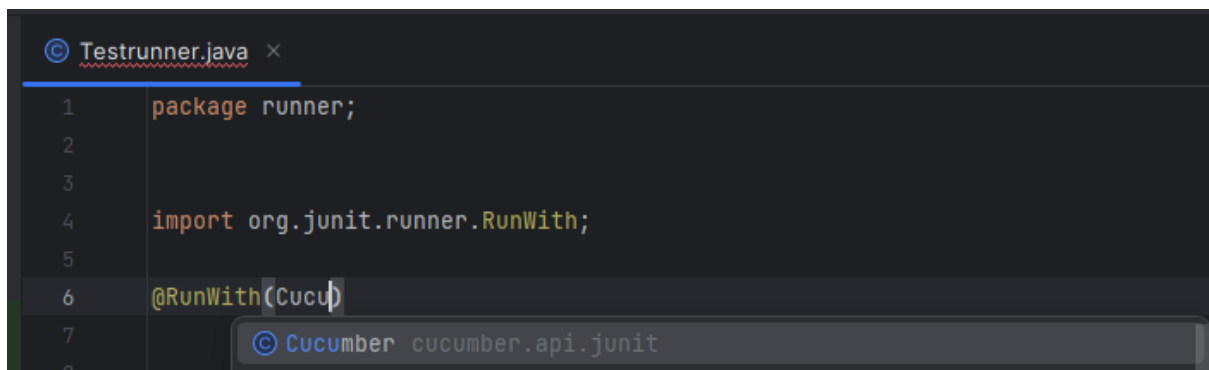 Testrunner.java ×
1 package runner;
2
3
4 import org.junit.runner.RunWith;
5
6 @RunWith(Cucu)
7
Cucumber cucumber.api.junit
8